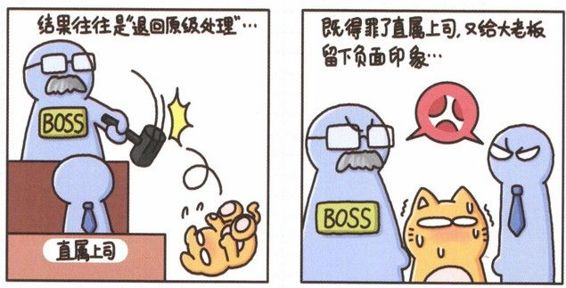 结果往往是“退回原级处理”…
BOSS
直属上司
既得罪了直属上司,又给大老板
留下负面印象…
BOSS